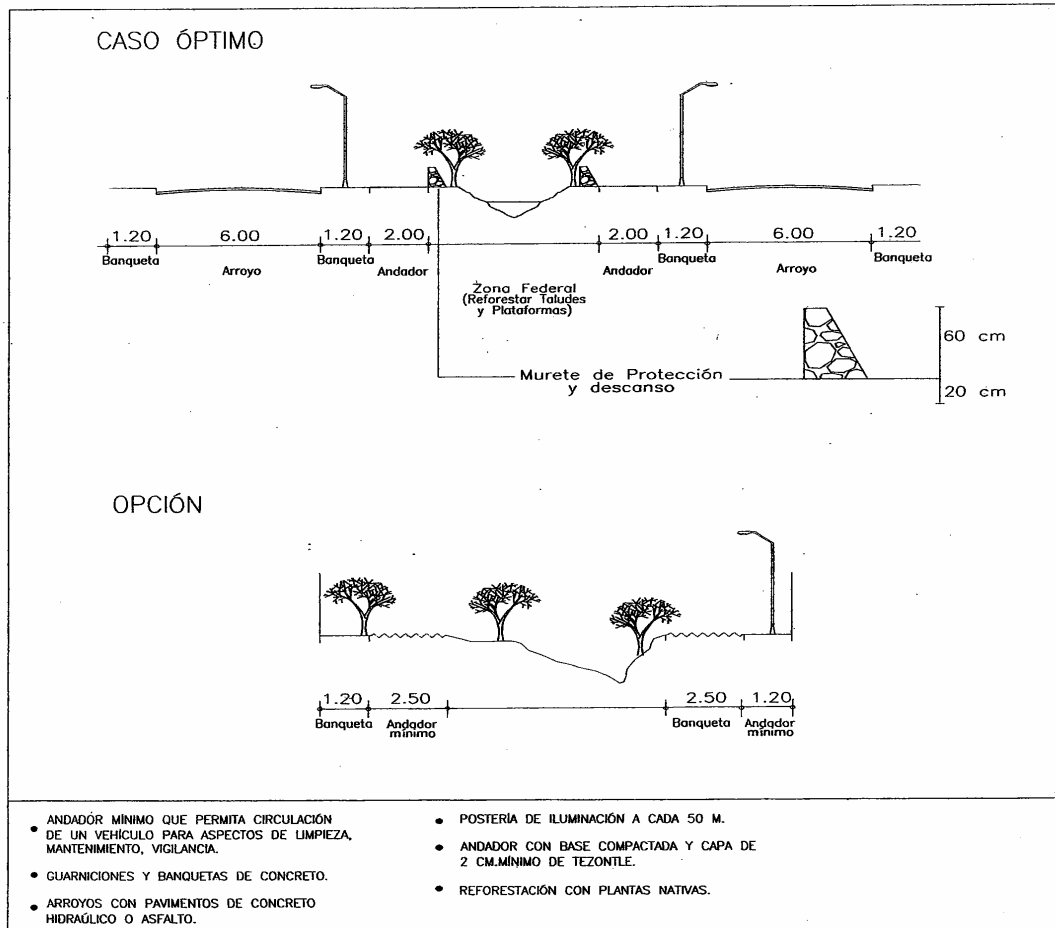 CASO ÓPTIMO
1.20 6.00 1.20 2.00 2.00 1.20 6.00 1.20
Banqueta Arroyo Banqueta Andador Andador Banqueta Arroyo Banqueta
Zona Federal
(Reforestar Taludes
y Plataformas)
Murete de Protección
y descanso
60 cm
20 cm
OPCIÓN
1.20 2.50 2.50 1.20
Banqueta Andador Banqueta Andador
mínimo mínimo
• ANDADOR MÍNIMO QUE PERMITA CIRCULACIÓN
DE UN VEHÍCULO PARA ASPECTOS DE LIMPIEZA,
MANTENIMIENTO, VIGILANCIA.
• GUARNICIONES Y BANQUETAS DE CONCRETO.
• ARROYOS CON PAVIMENTOS DE CONCRETO
HIDRAÚLICO O ASFALTO.
• POSTERÍA DE ILUMINACIÓN A CADA 50 M.
• ANDADOR CON BASE COMPACTADA Y CAPA DE
2 CM.MÍNIMO DE TEZONTLE.
• REFORESTACIÓN CON PLANTAS NATIVAS.